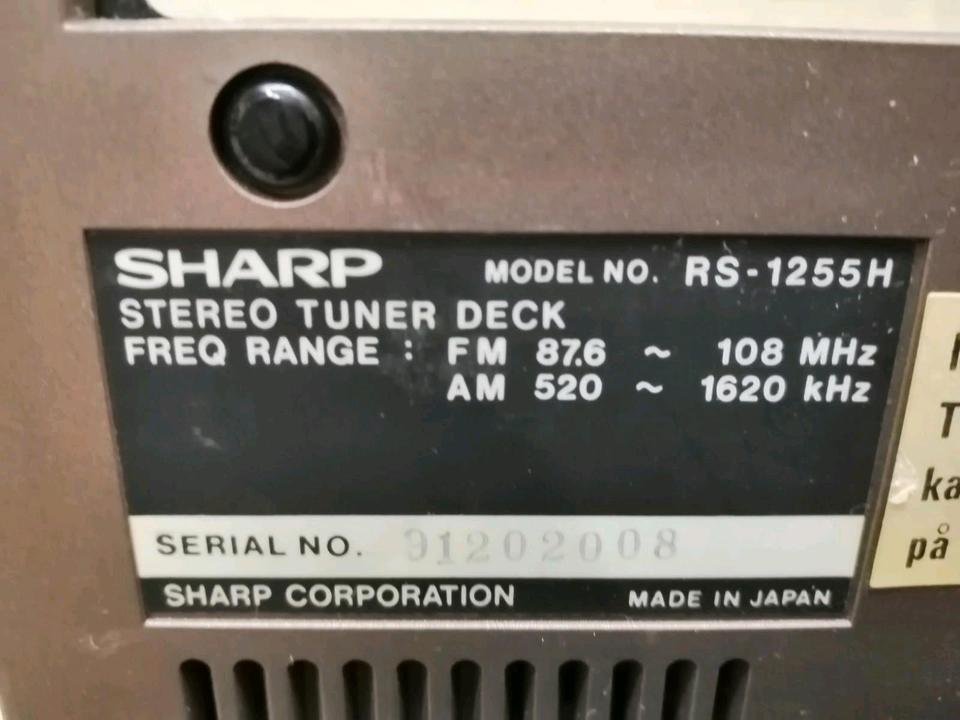 SHARP MODEL NO. RS-1255H
STEREO TUNER DECK
FREQ RANGE : FM 87.6 ~ 108 MHz
AM 520 ~ 1620 kHz
SERIAL NO. 91202008
SHARP CORPORATION MADE IN JAPAN
ka
på